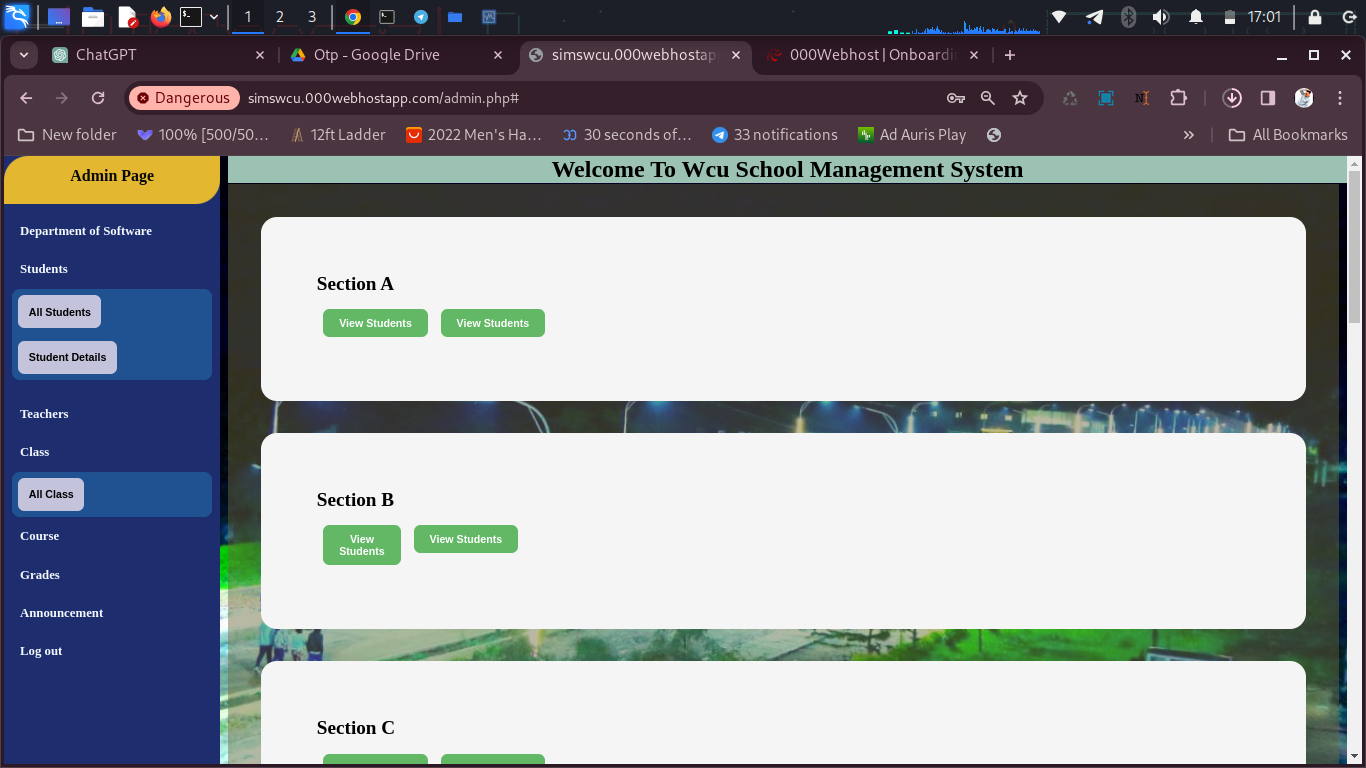 1 2 3 17:01
ChatGPT Otp - Google Drive simswcu.000webhostapp 000Webhost | Onboardin
Dangerous simswcu.000webhostapp.com/admin.php#
New folder 100% [500/50… 12ft Ladder 2022 Men's Ha… 30 seconds of… 33 notifications Ad Auris Play » All Bookmarks
Admin Page
Welcome To Wcu School Management System
Department of Software
Students
All Students
Student Details
Teachers
Class
All Class
Course
Grades
Announcement
Log out
Section A
View Students View Students
Section B
View
Students
View Students
Section C